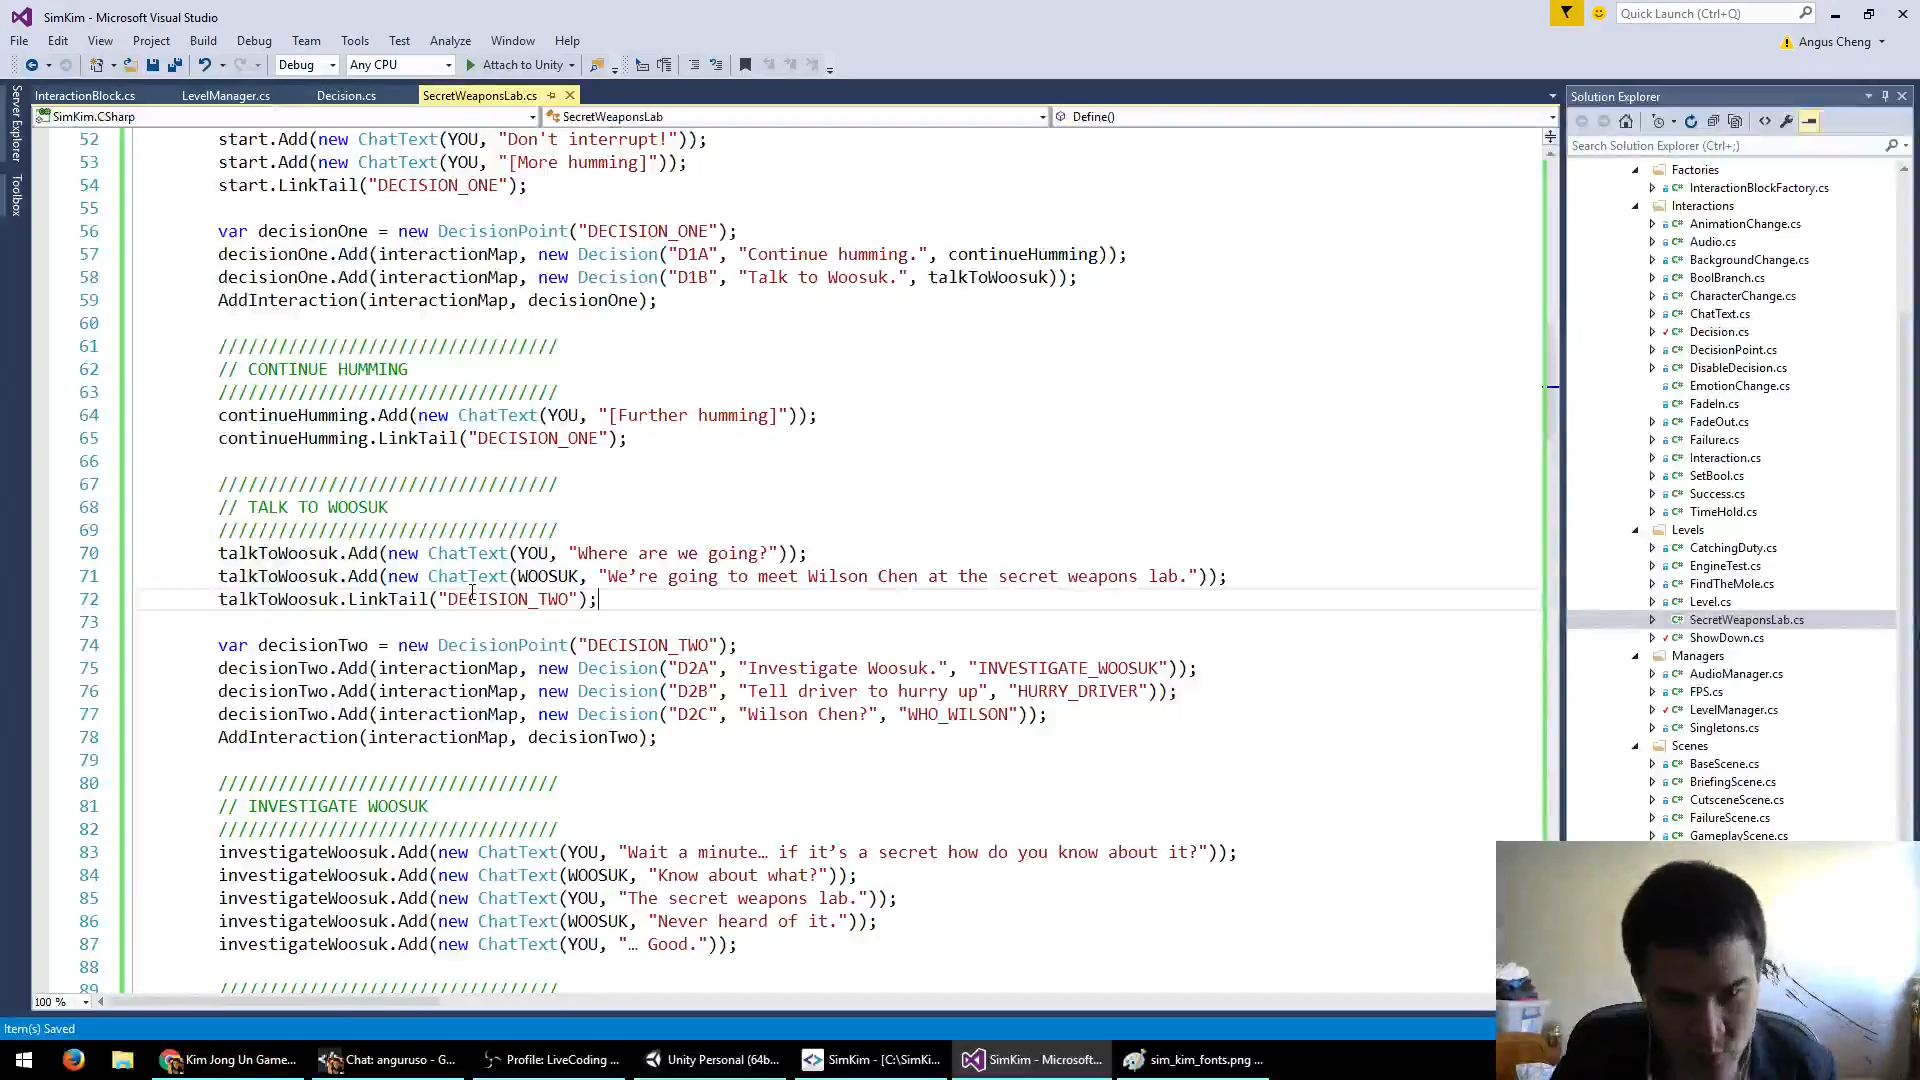 SimKim - Microsoft Visual Studio
Quick Launch (Ctrl+Q)
File Edit View Project Build Debug Team Tools Test Analyze Window Help
Angus Cheng
Debug Any CPU Attach to Unity
Server Explorer
Toolbox
InteractionBlock.cs LevelManager.cs Decision.cs SecretWeaponsLab.cs
SimKim.CSharp SecretWeaponsLab Define()
52 start.Add(new ChatText(YOU, "Don't interrupt!"));
53 start.Add(new ChatText(YOU, "[More humming]"));
54 start.LinkTail("DECISION_ONE");
55
56 var decisionOne = new DecisionPoint("DECISION_ONE");
57 decisionOne.Add(interactionMap, new Decision("D1A", "Continue humming.", continueHumming));
58 decisionOne.Add(interactionMap, new Decision("D1B", "Talk to Woosuk.", talkToWoosuk));
59 AddInteraction(interactionMap, decisionOne);
60
61 //////////////////////////////////
62 // CONTINUE HUMMING
63 //////////////////////////////////
64 continueHumming.Add(new ChatText(YOU, "[Further humming]"));
65 continueHumming.LinkTail("DECISION_ONE");
66
67 //////////////////////////////////
68 // TALK TO WOOSUK
69 //////////////////////////////////
70 talkToWoosuk.Add(new ChatText(YOU, "Where are we going?"));
71 talkToWoosuk.Add(new ChatText(WOOSUK, "We’re going to meet Wilson Chen at the secret weapons lab."));
72 talkToWoosuk.LinkTail("DECISION_TWO");
73
74 var decisionTwo = new DecisionPoint("DECISION_TWO");
75 decisionTwo.Add(interactionMap, new Decision("D2A", "Investigate Woosuk.", "INVESTIGATE_WOOSUK"));
76 decisionTwo.Add(interactionMap, new Decision("D2B", "Tell driver to hurry up", "HURRY_DRIVER"));
77 decisionTwo.Add(interactionMap, new Decision("D2C", "Wilson Chen?", "WHO_WILSON"));
78 AddInteraction(interactionMap, decisionTwo);
79
80 //////////////////////////////////
81 // INVESTIGATE WOOSUK
82 //////////////////////////////////
83 investigateWoosuk.Add(new ChatText(YOU, "Wait a minute… if it’s a secret how do you know about it?"));
84 investigateWoosuk.Add(new ChatText(WOOSUK, "Know about what?"));
85 investigateWoosuk.Add(new ChatText(YOU, "The secret weapons lab."));
86 investigateWoosuk.Add(new ChatText(WOOSUK, "Never heard of it."));
87 investigateWoosuk.Add(new ChatText(YOU, "… Good."));
88
89 //////////////////////////////////
100 %
Solution Explorer
Search Solution Explorer (Ctrl+;)
Factories
C# InteractionBlockFactory.cs
Interactions
C# AnimationChange.cs
C# Audio.cs
C# BackgroundChange.cs
C# BoolBranch.cs
C# CharacterChange.cs
C# ChatText.cs
C# Decision.cs
C# DecisionPoint.cs
C# DisableDecision.cs
C# EmotionChange.cs
C# FadeIn.cs
C# FadeOut.cs
C# Failure.cs
C# Interaction.cs
C# SetBool.cs
C# Success.cs
C# TimeHold.cs
Levels
C# CatchingDuty.cs
C# EngineTest.cs
C# FindTheMole.cs
C# Level.cs
C# SecretWeaponsLab.cs
C# ShowDown.cs
Managers
C# AudioManager.cs
C# FPS.cs
C# LevelManager.cs
C# Singletons.cs
Scenes
C# BaseScene.cs
C# BriefingScene.cs
C# CutsceneScene.cs
C# FailureScene.cs
C# GameplayScene.cs
Item(s) Saved
Kim Jong Un Game... Chat: anguruso - G... Profile: LiveCoding ... Unity Personal (64b... SimKim - [C:\SimKi... SimKim - Microsoft... sim_kim_fonts.png ...